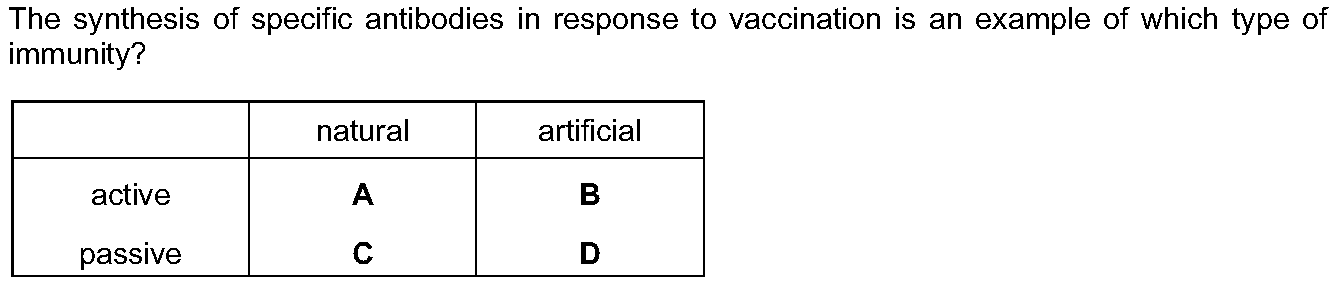 The synthesis of specific antibodies in response to vaccination is an example of which type of
immunity?
natural artificial
active A B
passive C D